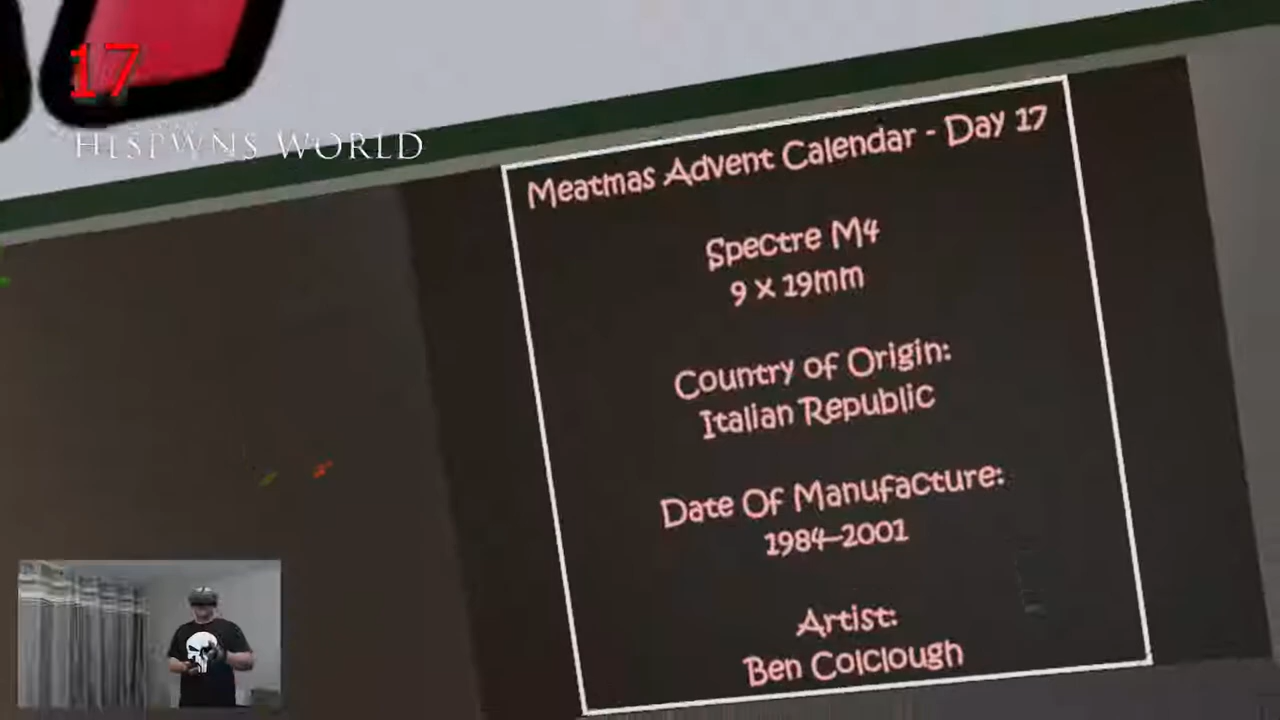 17
HLSPWNS WORLD
Meatmas Advent Calendar - Day 17
Spectre M4
9 x 19mm
Country of Origin:
Italian Republic
Date Of Manufacture:
1984-2001
Artist:
Ben Colclough